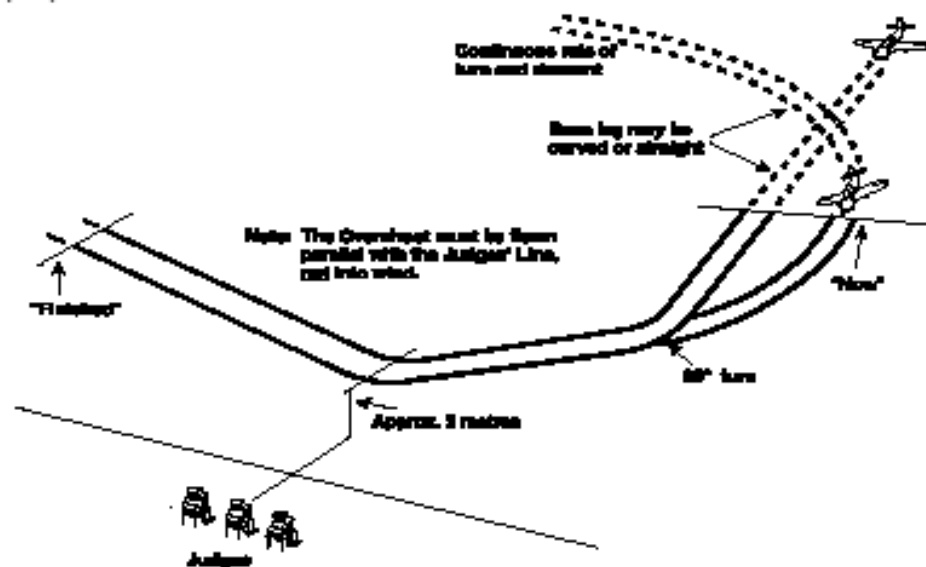 Continuous rate of
turn and descent
Base leg may be
curved or straight
Note: The Overshoot must be flown
parallel with the Judges' Line,
not into wind.
"Now"
"Finished"
90° turn
Approx. 3 metres
Judges